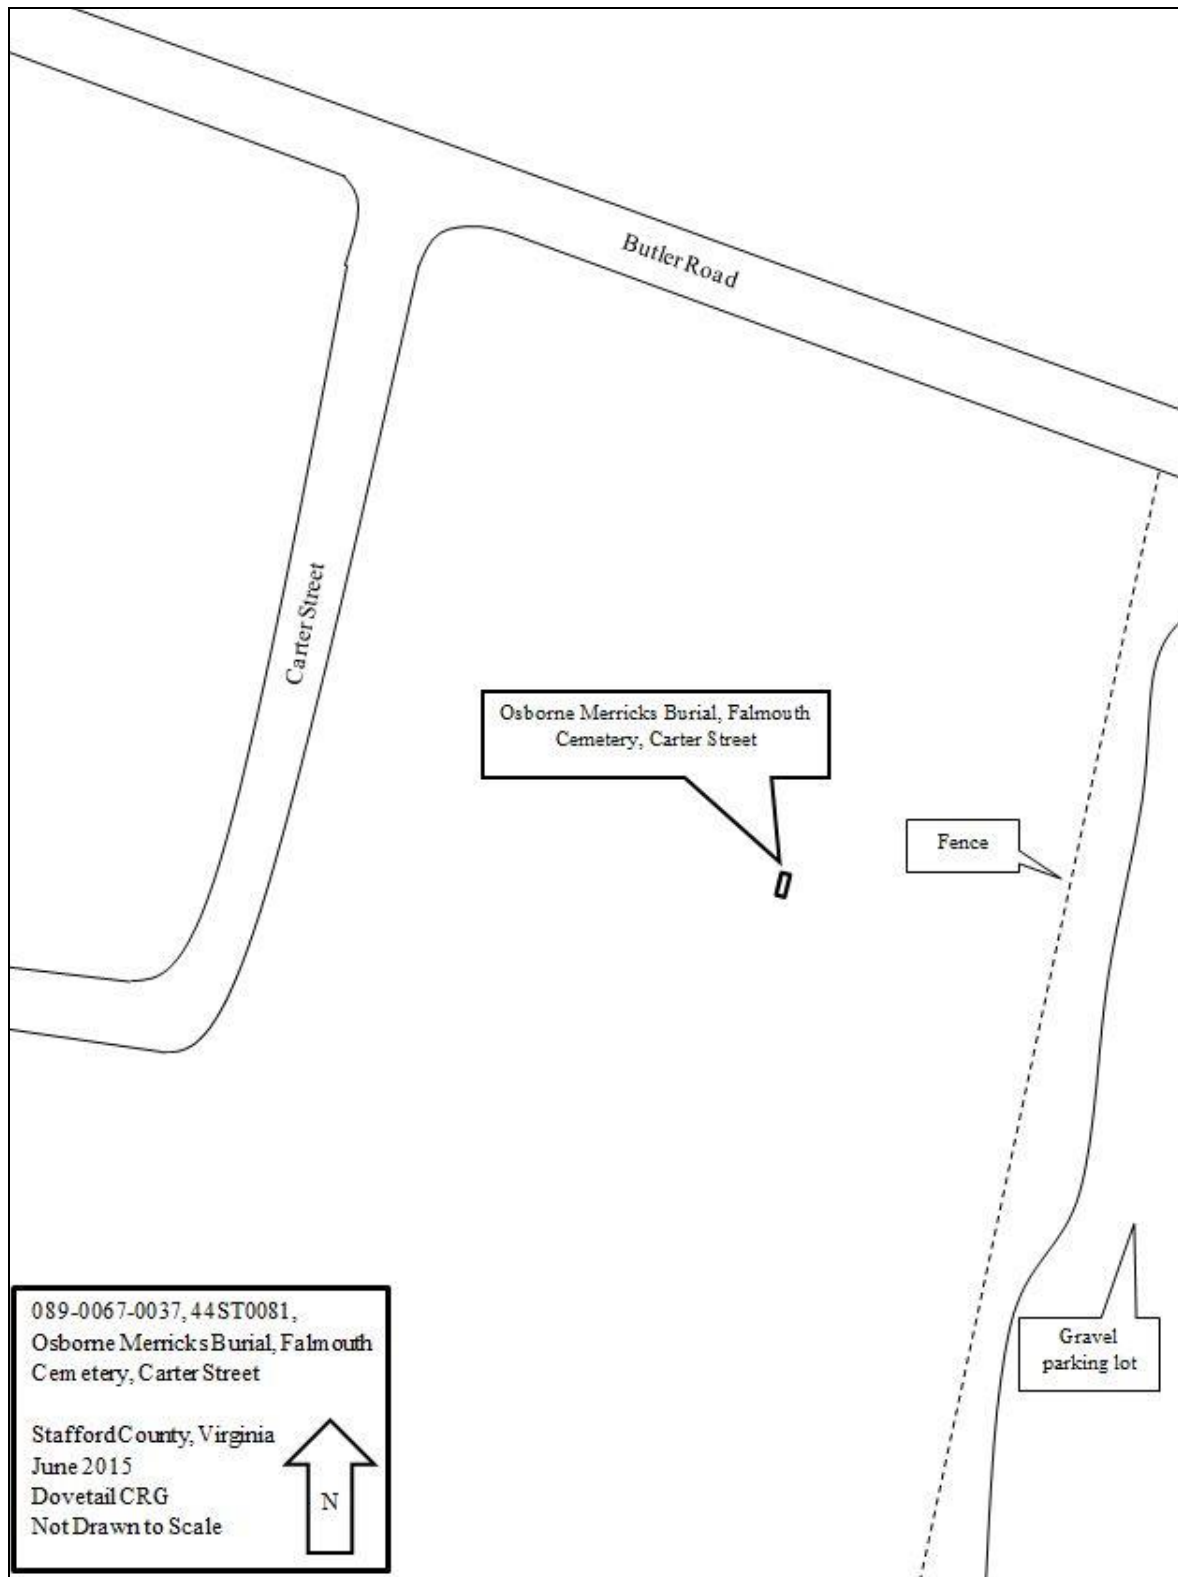 Butler Road
Carter Street
Osborne Merricks Burial, Falmouth
Cemetery, Carter Street
Fence
Gravel
parking lot
089-0067-0037, 44ST0081,
Osborne Merricks Burial, Falmouth
Cemetery, Carter Street
Stafford County, Virginia
June 2015
Dovetail CRG
Not Drawn to Scale
N